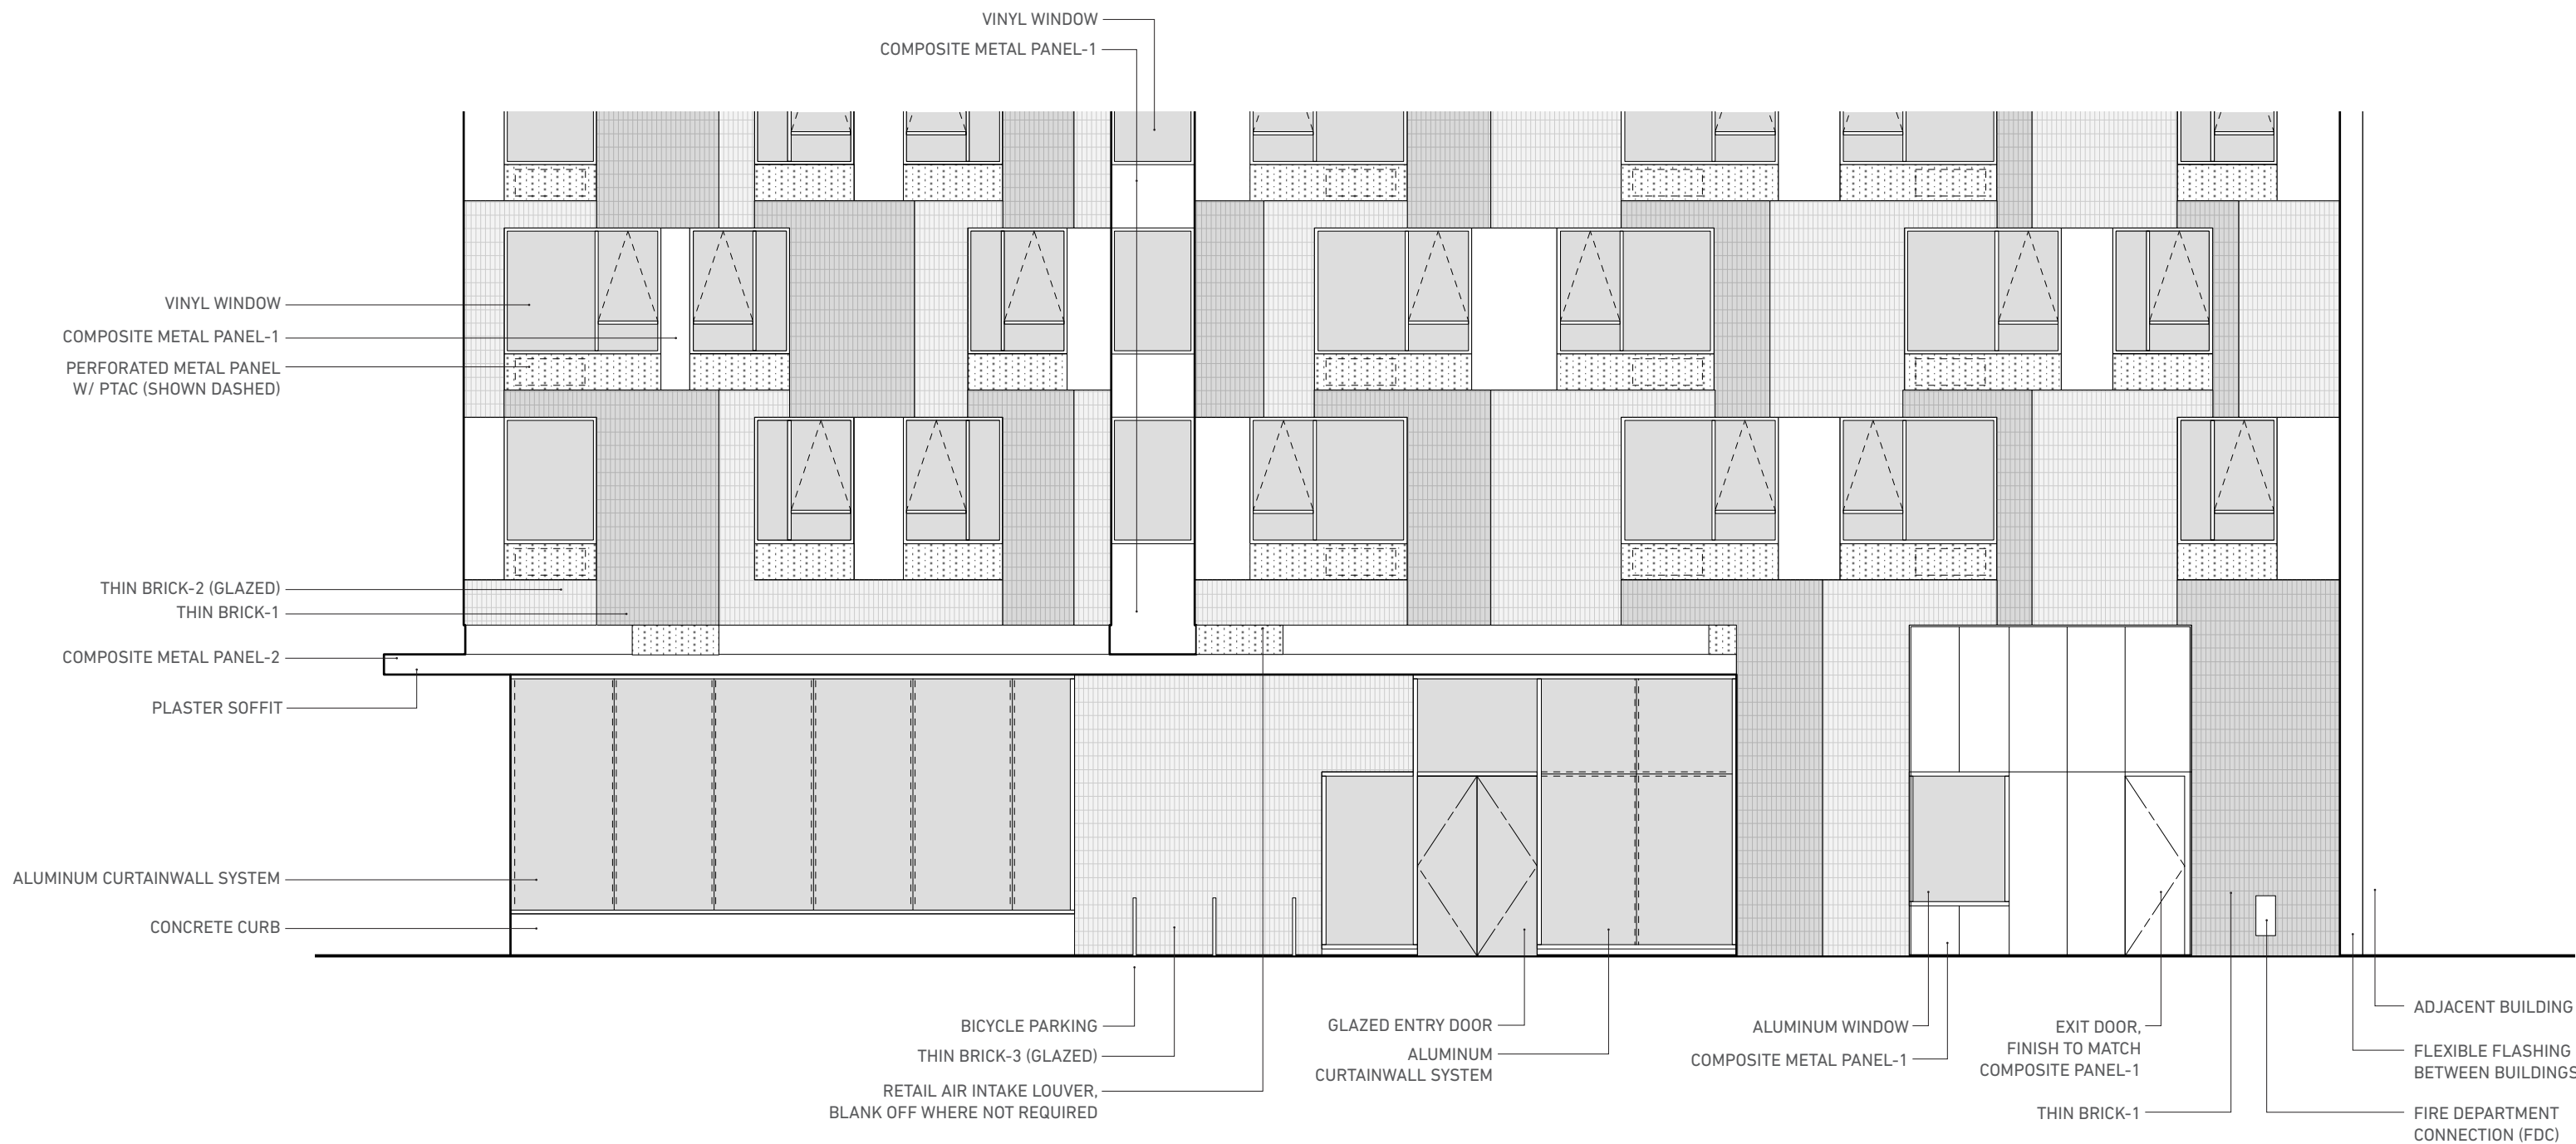 VINYL WINDOW
COMPOSITE METAL PANEL-1
VINYL WINDOW
COMPOSITE METAL PANEL-1
PERFORATED METAL PANEL
W/ PTAC (SHOWN DASHED)
THIN BRICK-2 (GLAZED)
THIN BRICK-1
COMPOSITE METAL PANEL-2
PLASTER SOFFIT
ALUMINUM CURTAINWALL SYSTEM
CONCRETE CURB
BICYCLE PARKING
THIN BRICK-3 (GLAZED)
RETAIL AIR INTAKE LOUVER,
BLANK OFF WHERE NOT REQUIRED
GLAZED ENTRY DOOR
ALUMINUM
CURTAINWALL SYSTEM
ALUMINUM WINDOW
COMPOSITE METAL PANEL-1
EXIT DOOR,
FINISH TO MATCH
COMPOSITE PANEL-1
THIN BRICK-1
ADJACENT BUILDING
FLEXIBLE FLASHING
BETWEEN BUILDINGS
FIRE DEPARTMENT
CONNECTION (FDC)